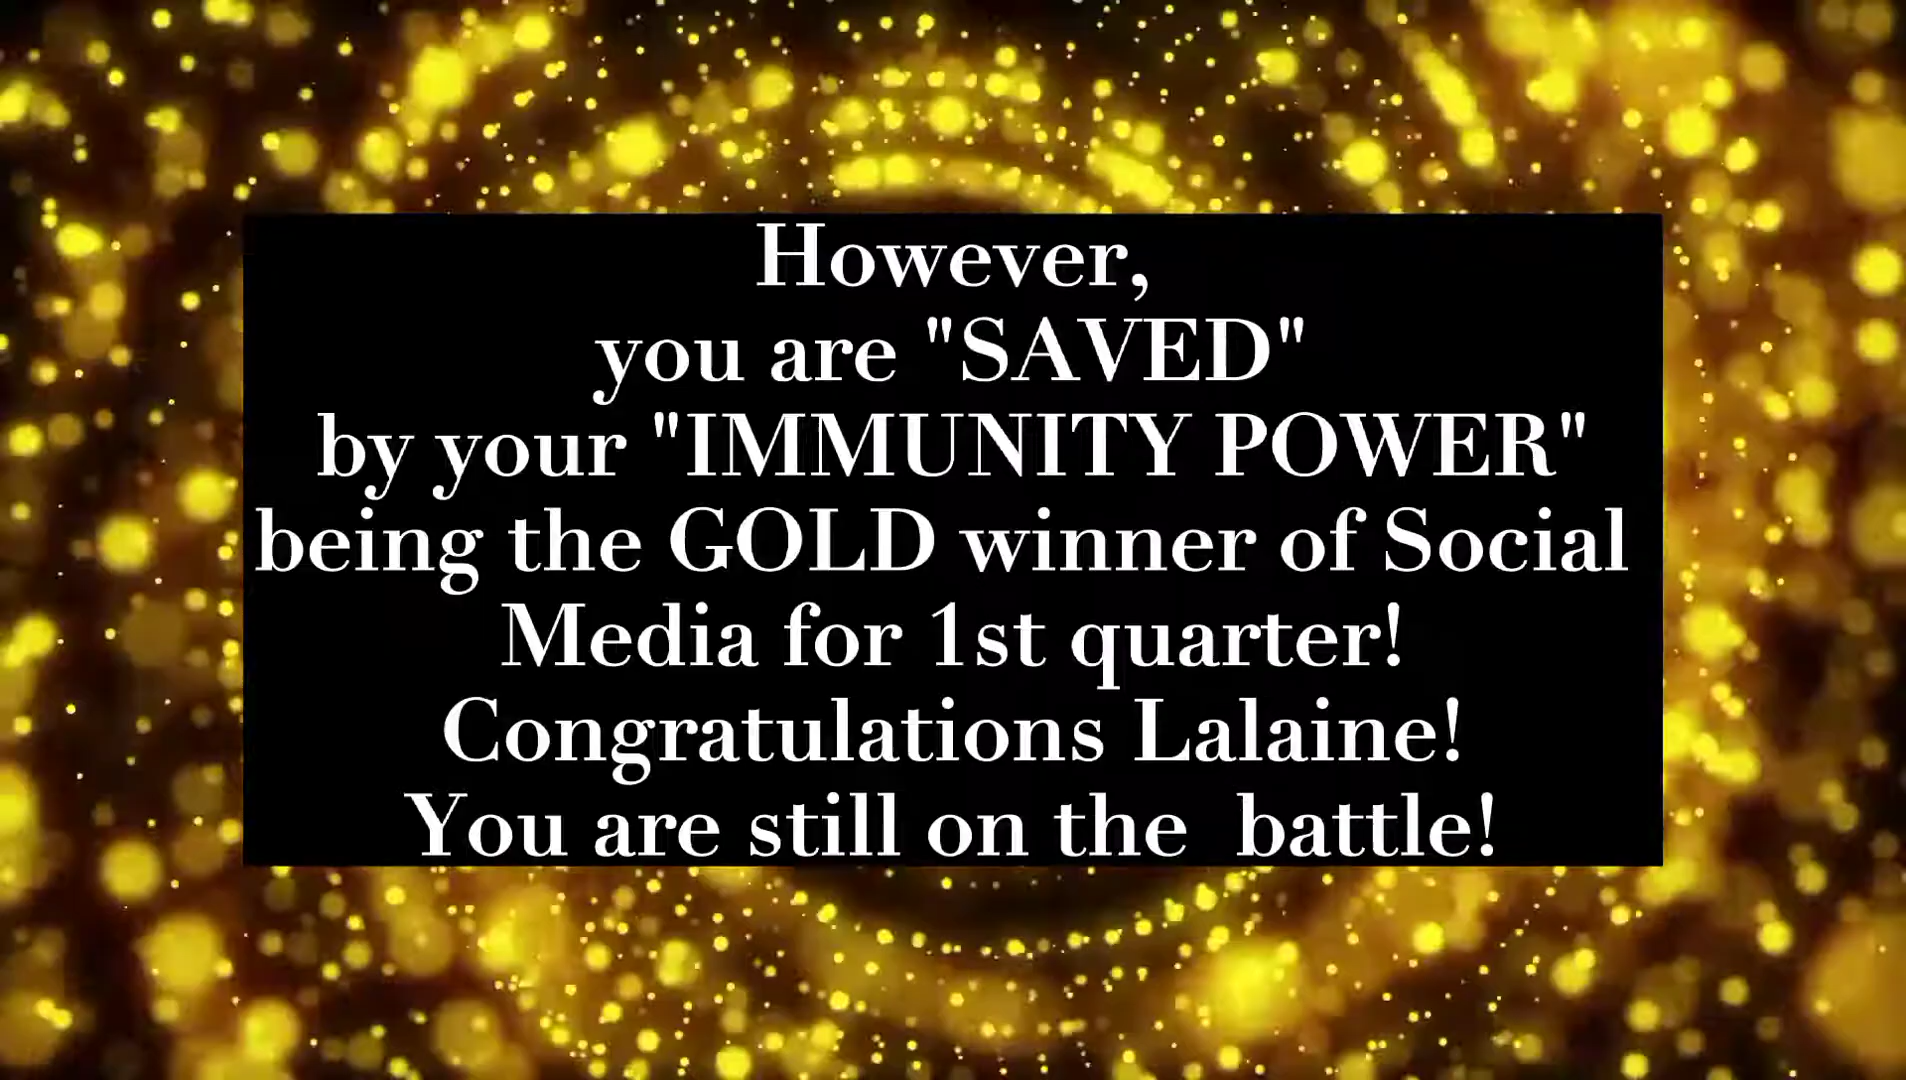 However,
you are "SAVED"
by your "IMMUNITY POWER"
being the GOLD winner of Social
Media for 1st quarter!
Congratulations Lalaine!
You are still on the  battle!